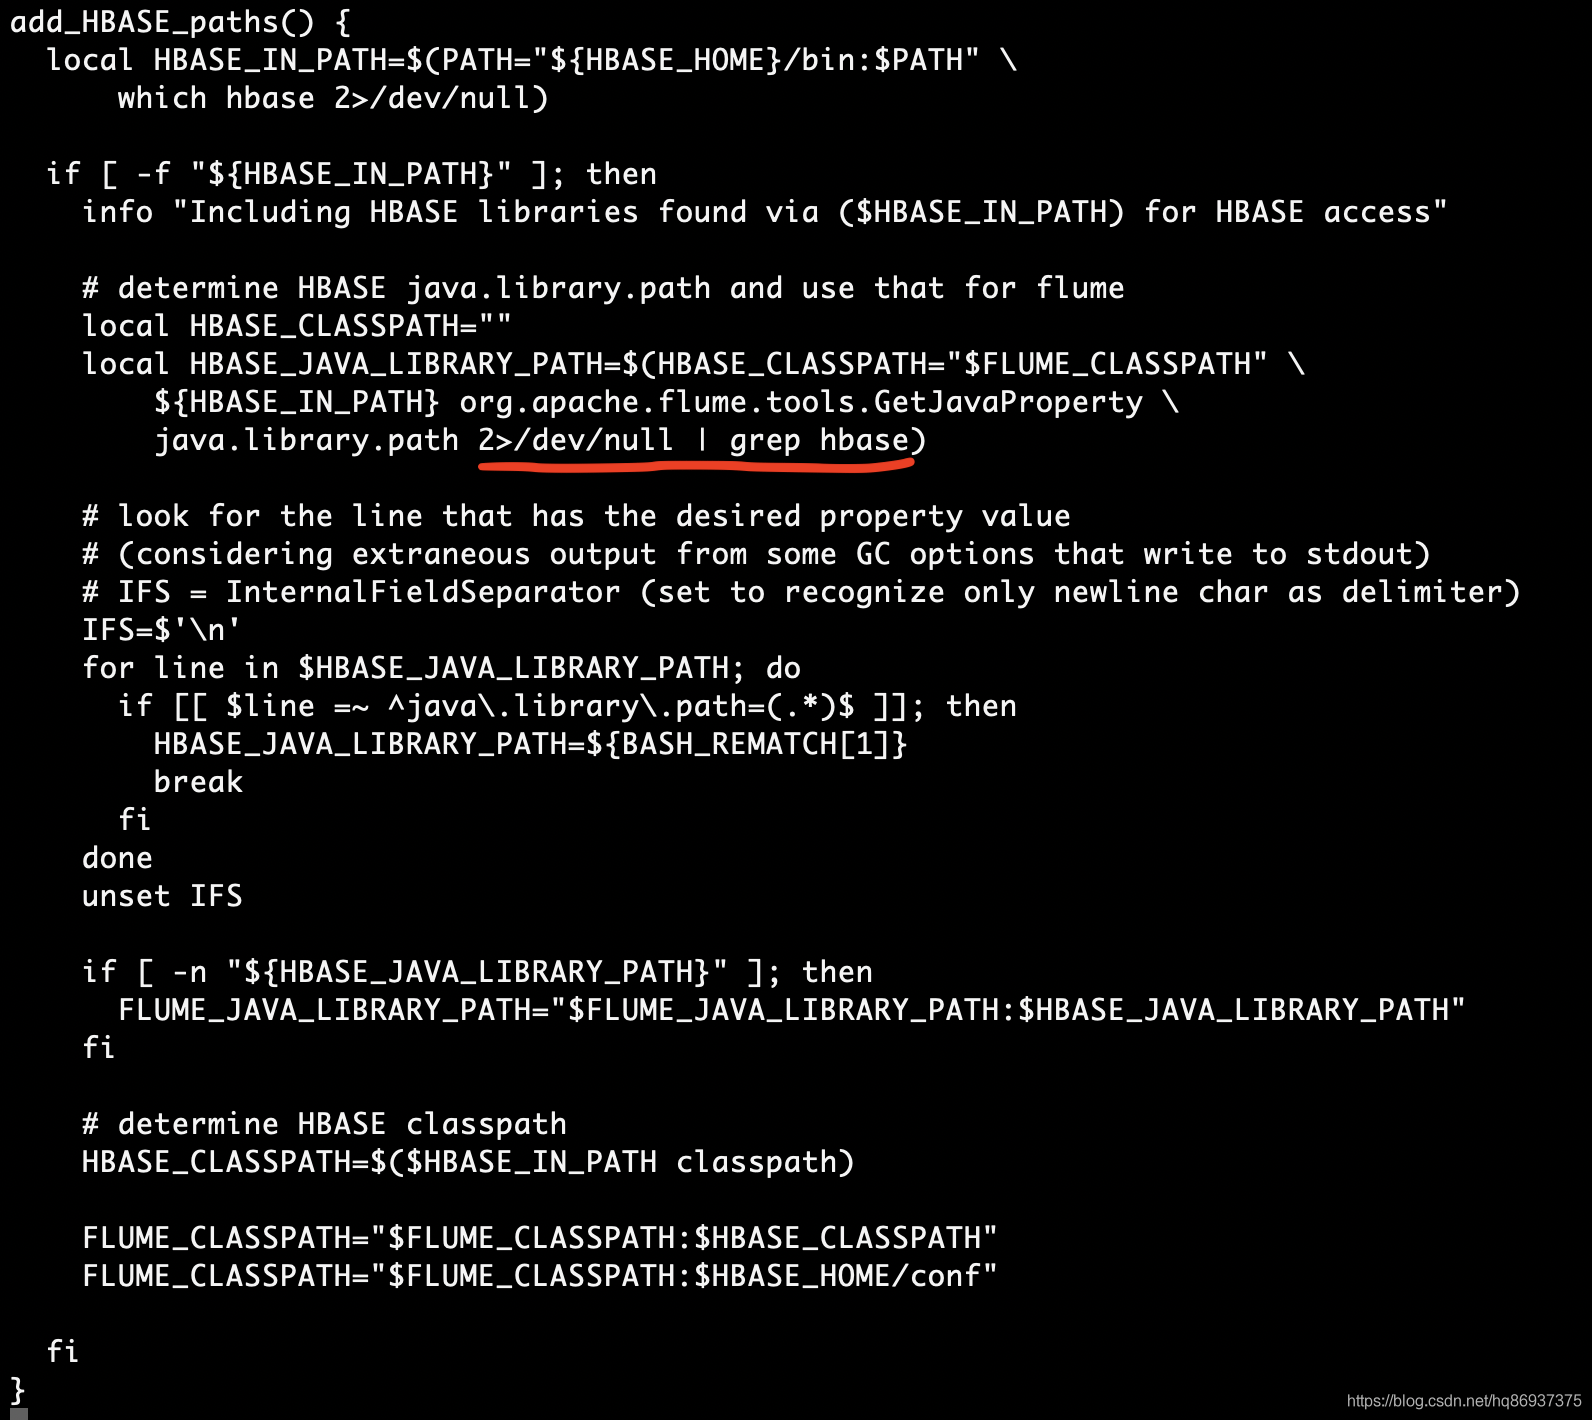 add_HBASE_paths() {
  local HBASE_IN_PATH=$(PATH="${HBASE_HOME}/bin:$PATH" \
      which hbase 2>/dev/null)
  if [ -f "${HBASE_IN_PATH}" ]; then
    info "Including HBASE libraries found via ($HBASE_IN_PATH) for HBASE access"
    # determine HBASE java.library.path and use that for flume
    local HBASE_CLASSPATH=""
    local HBASE_JAVA_LIBRARY_PATH=$(HBASE_CLASSPATH="$FLUME_CLASSPATH" \
        ${HBASE_IN_PATH} org.apache.flume.tools.GetJavaProperty \
        java.library.path 2>/dev/null | grep hbase)
    # look for the line that has the desired property value
    # (considering extraneous output from some GC options that write to stdout)
    # IFS = InternalFieldSeparator (set to recognize only newline char as delimiter)
    IFS=$'\n'
    for line in $HBASE_JAVA_LIBRARY_PATH; do
      if [[ $line =~ ^java\.library\.path=(.*)$ ]]; then
        HBASE_JAVA_LIBRARY_PATH=${BASH_REMATCH[1]}
        break
      fi
    done
    unset IFS
    if [ -n "${HBASE_JAVA_LIBRARY_PATH}" ]; then
      FLUME_JAVA_LIBRARY_PATH="$FLUME_JAVA_LIBRARY_PATH:$HBASE_JAVA_LIBRARY_PATH"
    fi
    # determine HBASE classpath
    HBASE_CLASSPATH=$($HBASE_IN_PATH classpath)
    FLUME_CLASSPATH="$FLUME_CLASSPATH:$HBASE_CLASSPATH"
    FLUME_CLASSPATH="$FLUME_CLASSPATH:$HBASE_HOME/conf"
  fi
}
https://blog.csdn.net/hq86937375